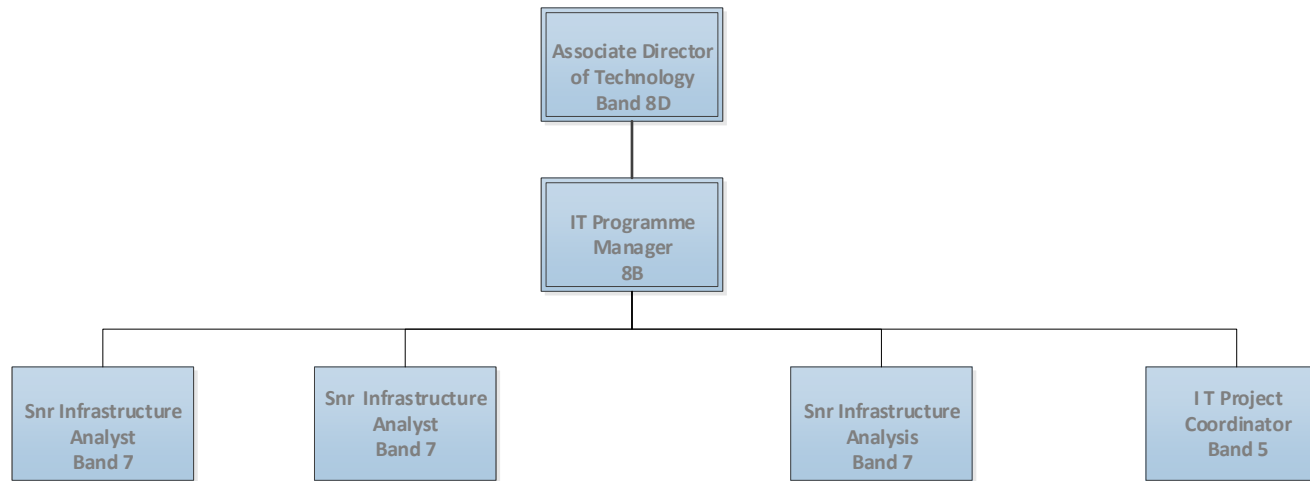 Associate Director
of Technology
Band 8D
IT Programme
Manager
8B
Snr Infrastructure
Analyst
Band 7
Snr Infrastructure
Analyst
Band 7
Snr Infrastructure
Analysis
Band 7
I T Project
Coordinator
Band 5